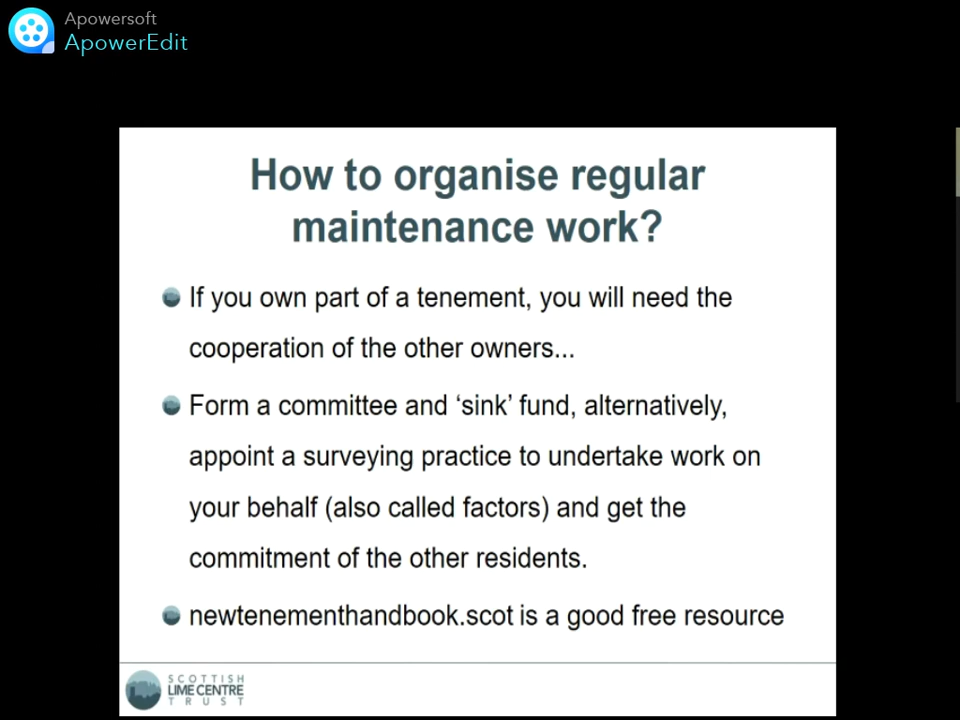 Apowersoft
ApowerEdit
How to organise regular
maintenance work?
If you own part of a tenement, you will need the
cooperation of the other owners...
Form a committee and ‘sink’ fund, alternatively,
appoint a surveying practice to undertake work on
your behalf (also called factors) and get the
commitment of the other residents.
newtenementhandbook.scot is a good free resource
SCOTTISH
LIME CENTRE
TRUST